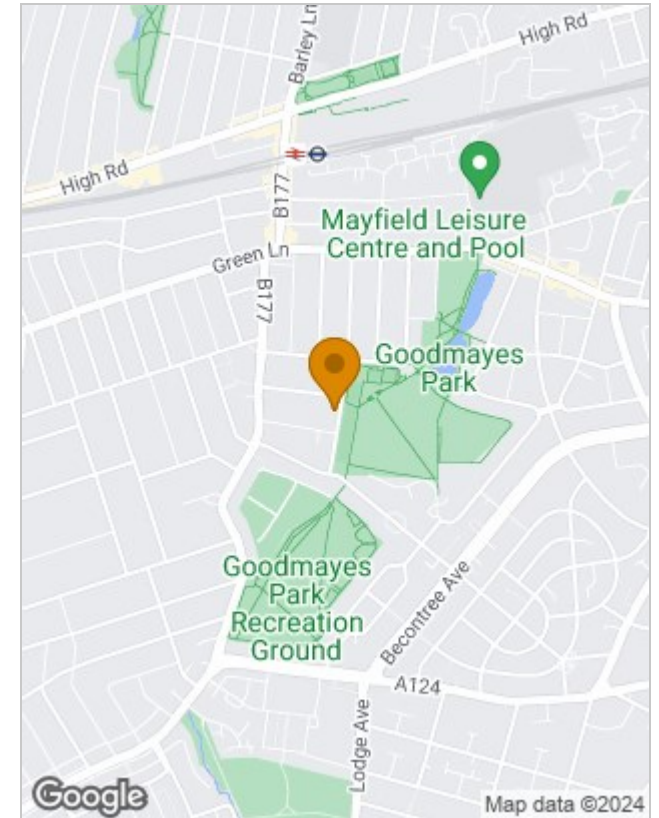 Barley Ln
High Rd
High Rd
B177
Mayfield Leisure
Centre and Pool
Green Ln
B177
Goodmayes
Park
Goodmayes
Park
Recreation
Ground
Becontree Ave
A124
Lodge Ave
Google
Map data ©2024